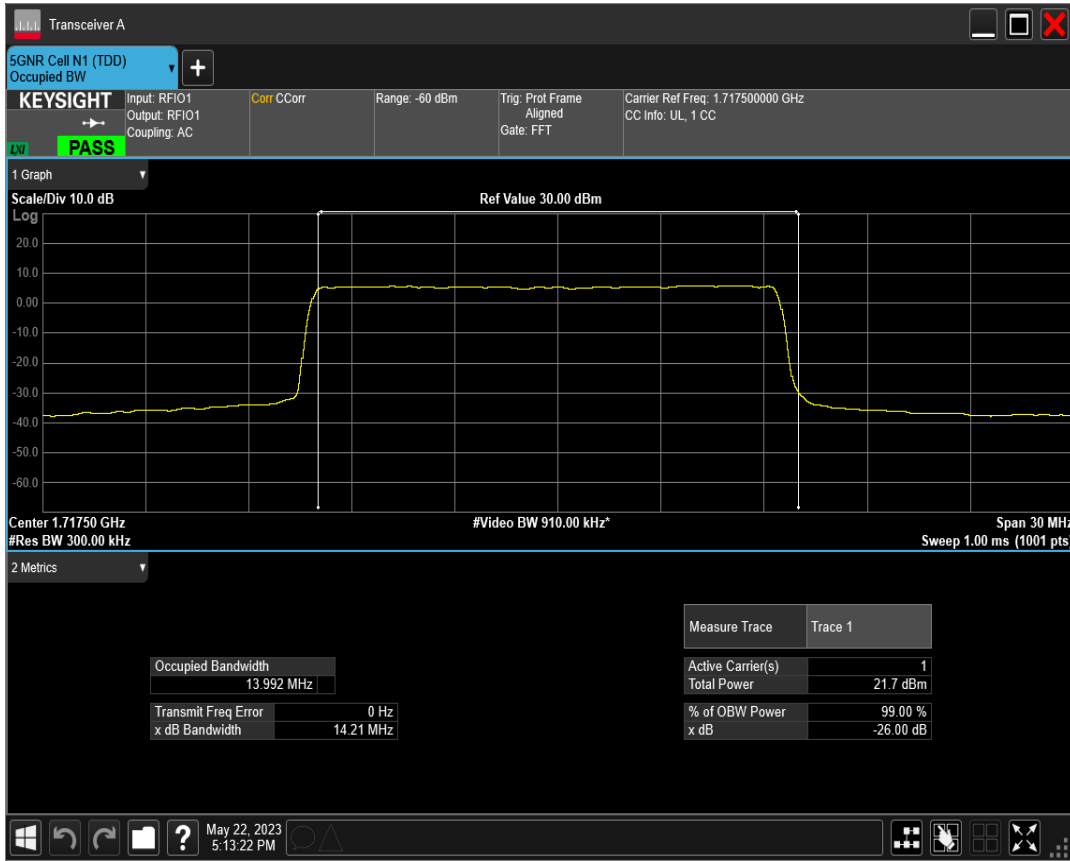 Transceiver A
5GNR Cell N1 (TDD)
Occupied BW
+
KEYSIGHT
LXI
PASS
Input: RFIO1
Output: RFIO1
Coupling: AC
Corr CCorr
Range: -60 dBm
Trig: Prot Frame
Aligned
Gate: FFT
Carrier Ref Freq: 1.717500000 GHz
CC Info: UL, 1 CC
1 Graph
Scale/Div 10.0 dB
Ref Value 30.00 dBm
Log
20.0
10.0
0.00
-10.0
-20.0
-30.0
-40.0
-50.0
-60.0
Center 1.71750 GHz
#Video BW 910.00 kHz*
Span 30 MHz
#Res BW 300.00 kHz
Sweep 1.00 ms (1001 pts)
2 Metrics
Measure Trace Trace 1
Occupied Bandwidth
13.992 MHz
Transmit Freq Error 0 Hz
x dB Bandwidth 14.21 MHz
Active Carrier(s) 1
Total Power 21.7 dBm
% of OBW Power 99.00 %
x dB -26.00 dB
?
May 22, 2023
5:13:22 PM